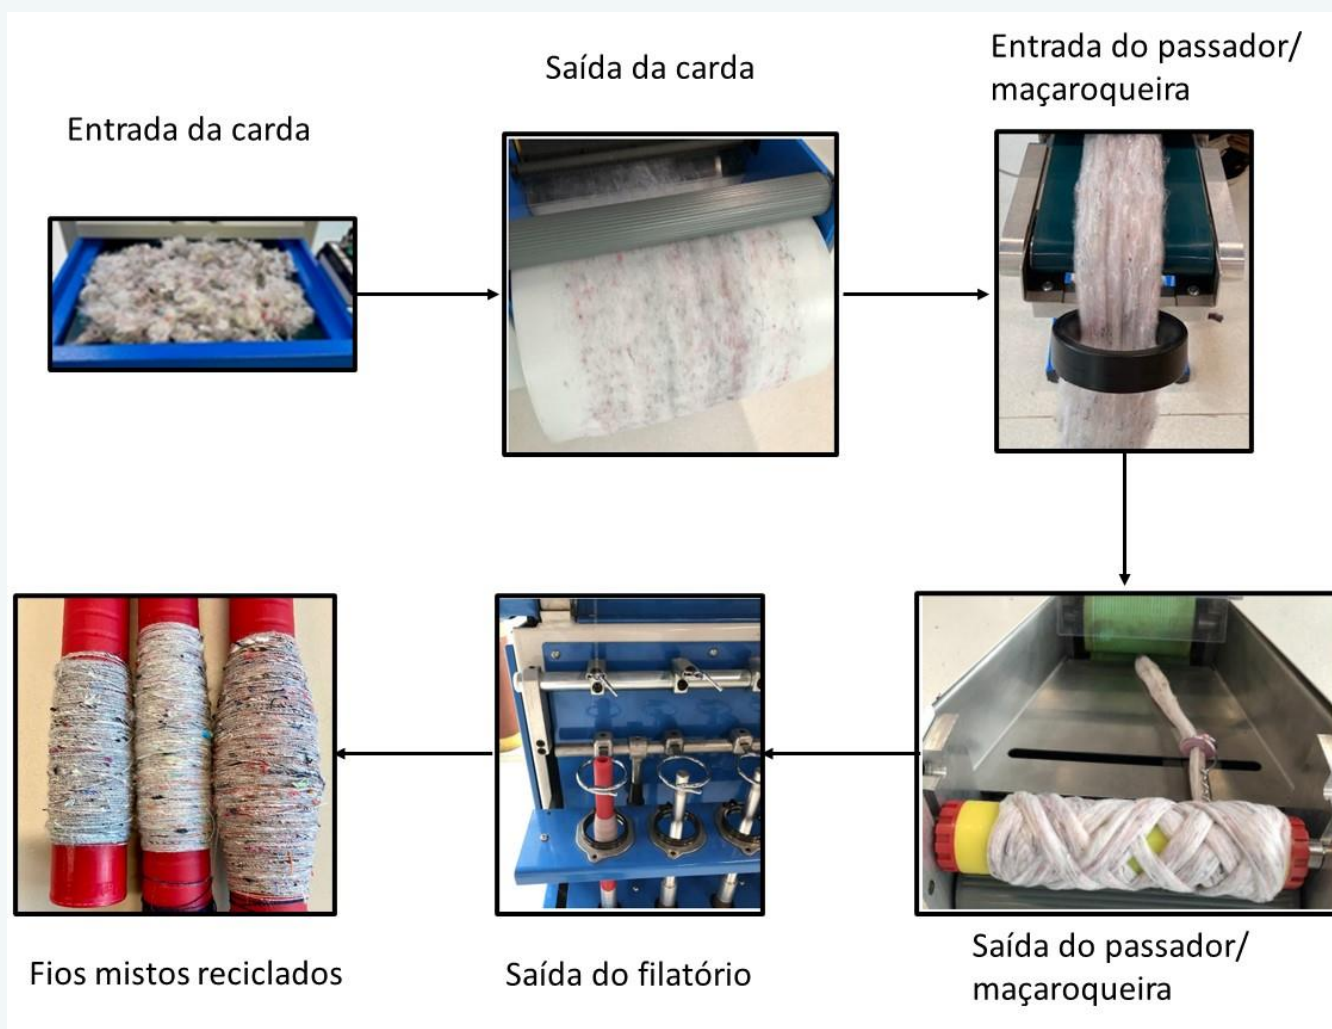 Entrada da carda
Saída da carda
Entrada do passador/
maçaroqueira
Saída do passador/
maçaroqueira
Saída do filatório
Fios mistos reciclados